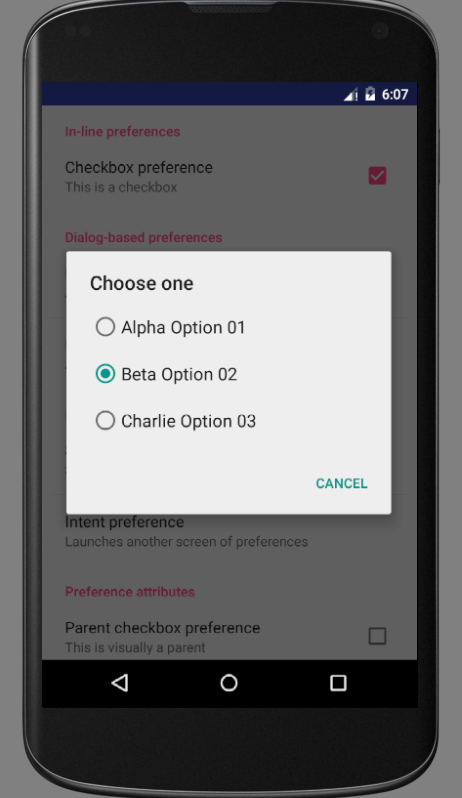 6:07
In-line preferences
Checkbox preference
This is a checkbox
Dialog-based preferences
Choose one
Alpha Option 01
Beta Option 02
Charlie Option 03
CANCEL
Intent preference
Launches another screen of preferences
Preference attributes
Parent checkbox preference
This is visually a parent